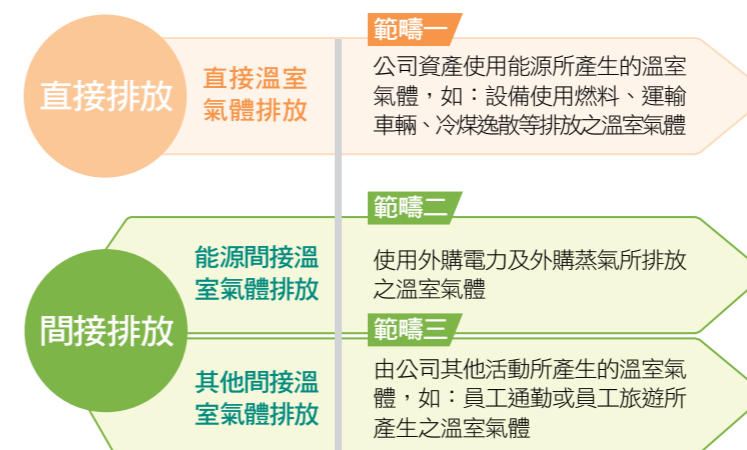 直接排放
直接溫室
氣體排放
範疇一
公司資產使用能源所產生的溫室
氣體，如：設備使用燃料、運輸
車輛、冷煤逸散等排放之溫室氣體
間接排放
能源間接溫
室氣體排放
範疇二
使用外購電力及外購蒸氣所排放
之溫室氣體
其他間接溫
室氣體排放
範疇三
由公司其他活動所產生的溫室氣
體，如：員工通勤或員工旅遊所
產生之溫室氣體